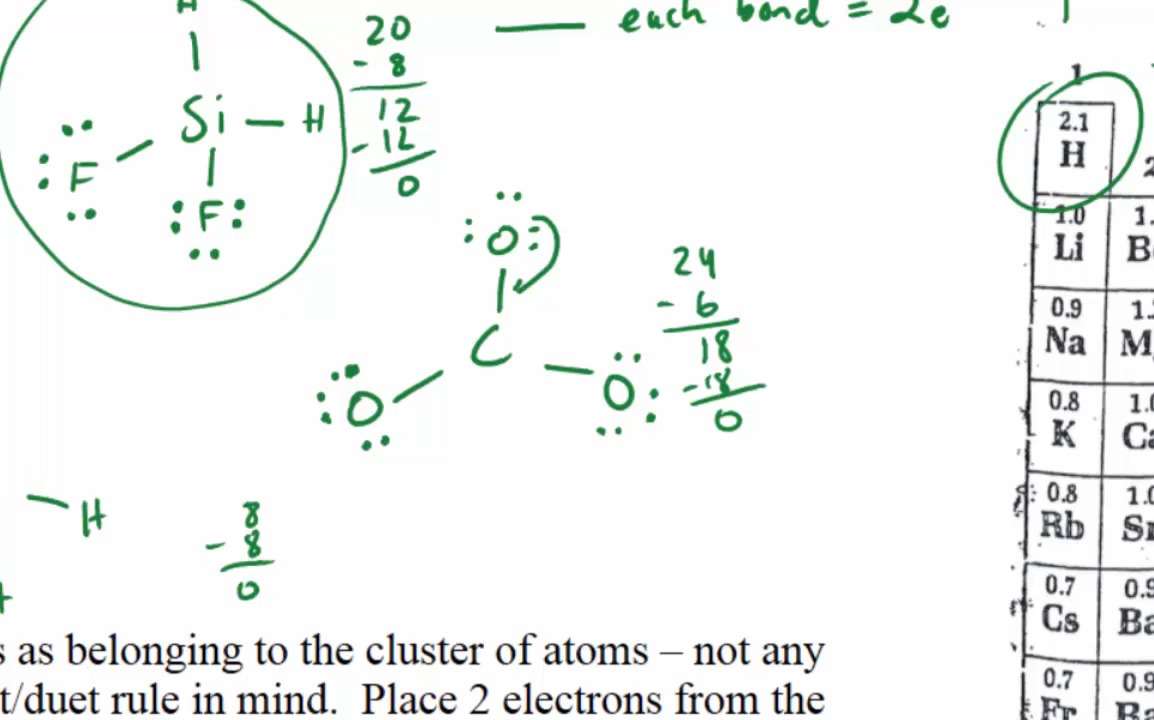 H
each bond = 2e
Si — H
F
F
20
- 8
12
- 12
0
O
C
O
O
24
- 6
18
- 18
0
H
8
- 8
0
1
2.1
H
1.0
Li
0.9
Na
0.8
K
0.8
Rb
0.7
Cs
0.7
Fr
s as belonging to the cluster of atoms – not any
t/duet rule in mind. Place 2 electrons from the